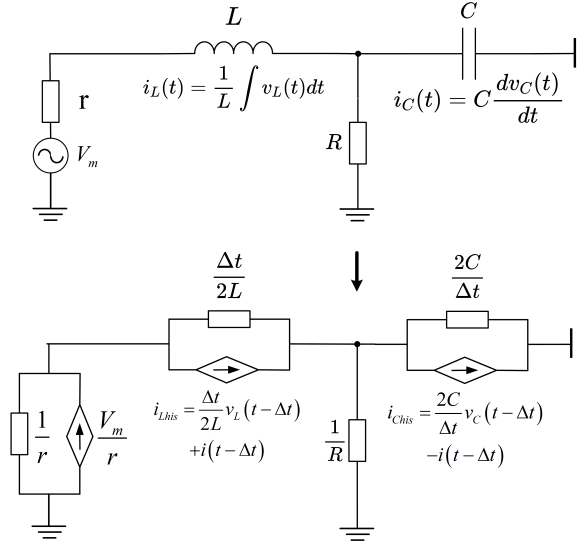 L
C
i_L(t) = \frac{1}{L} \int v_L(t)dt
i_C(t) = C \frac{dv_C(t)}{dt}
r
R
V_m
\frac{\Delta t}{2L}
\frac{2C}{\Delta t}
i_{Lhis} = \frac{\Delta t}{2L} v_L(t-\Delta t)
+i(t-\Delta t)
i_{Chis} = \frac{2C}{\Delta t} v_C(t-\Delta t)
-i(t-\Delta t)
\frac{1}{r}
\frac{V_m}{r}
\frac{1}{R}